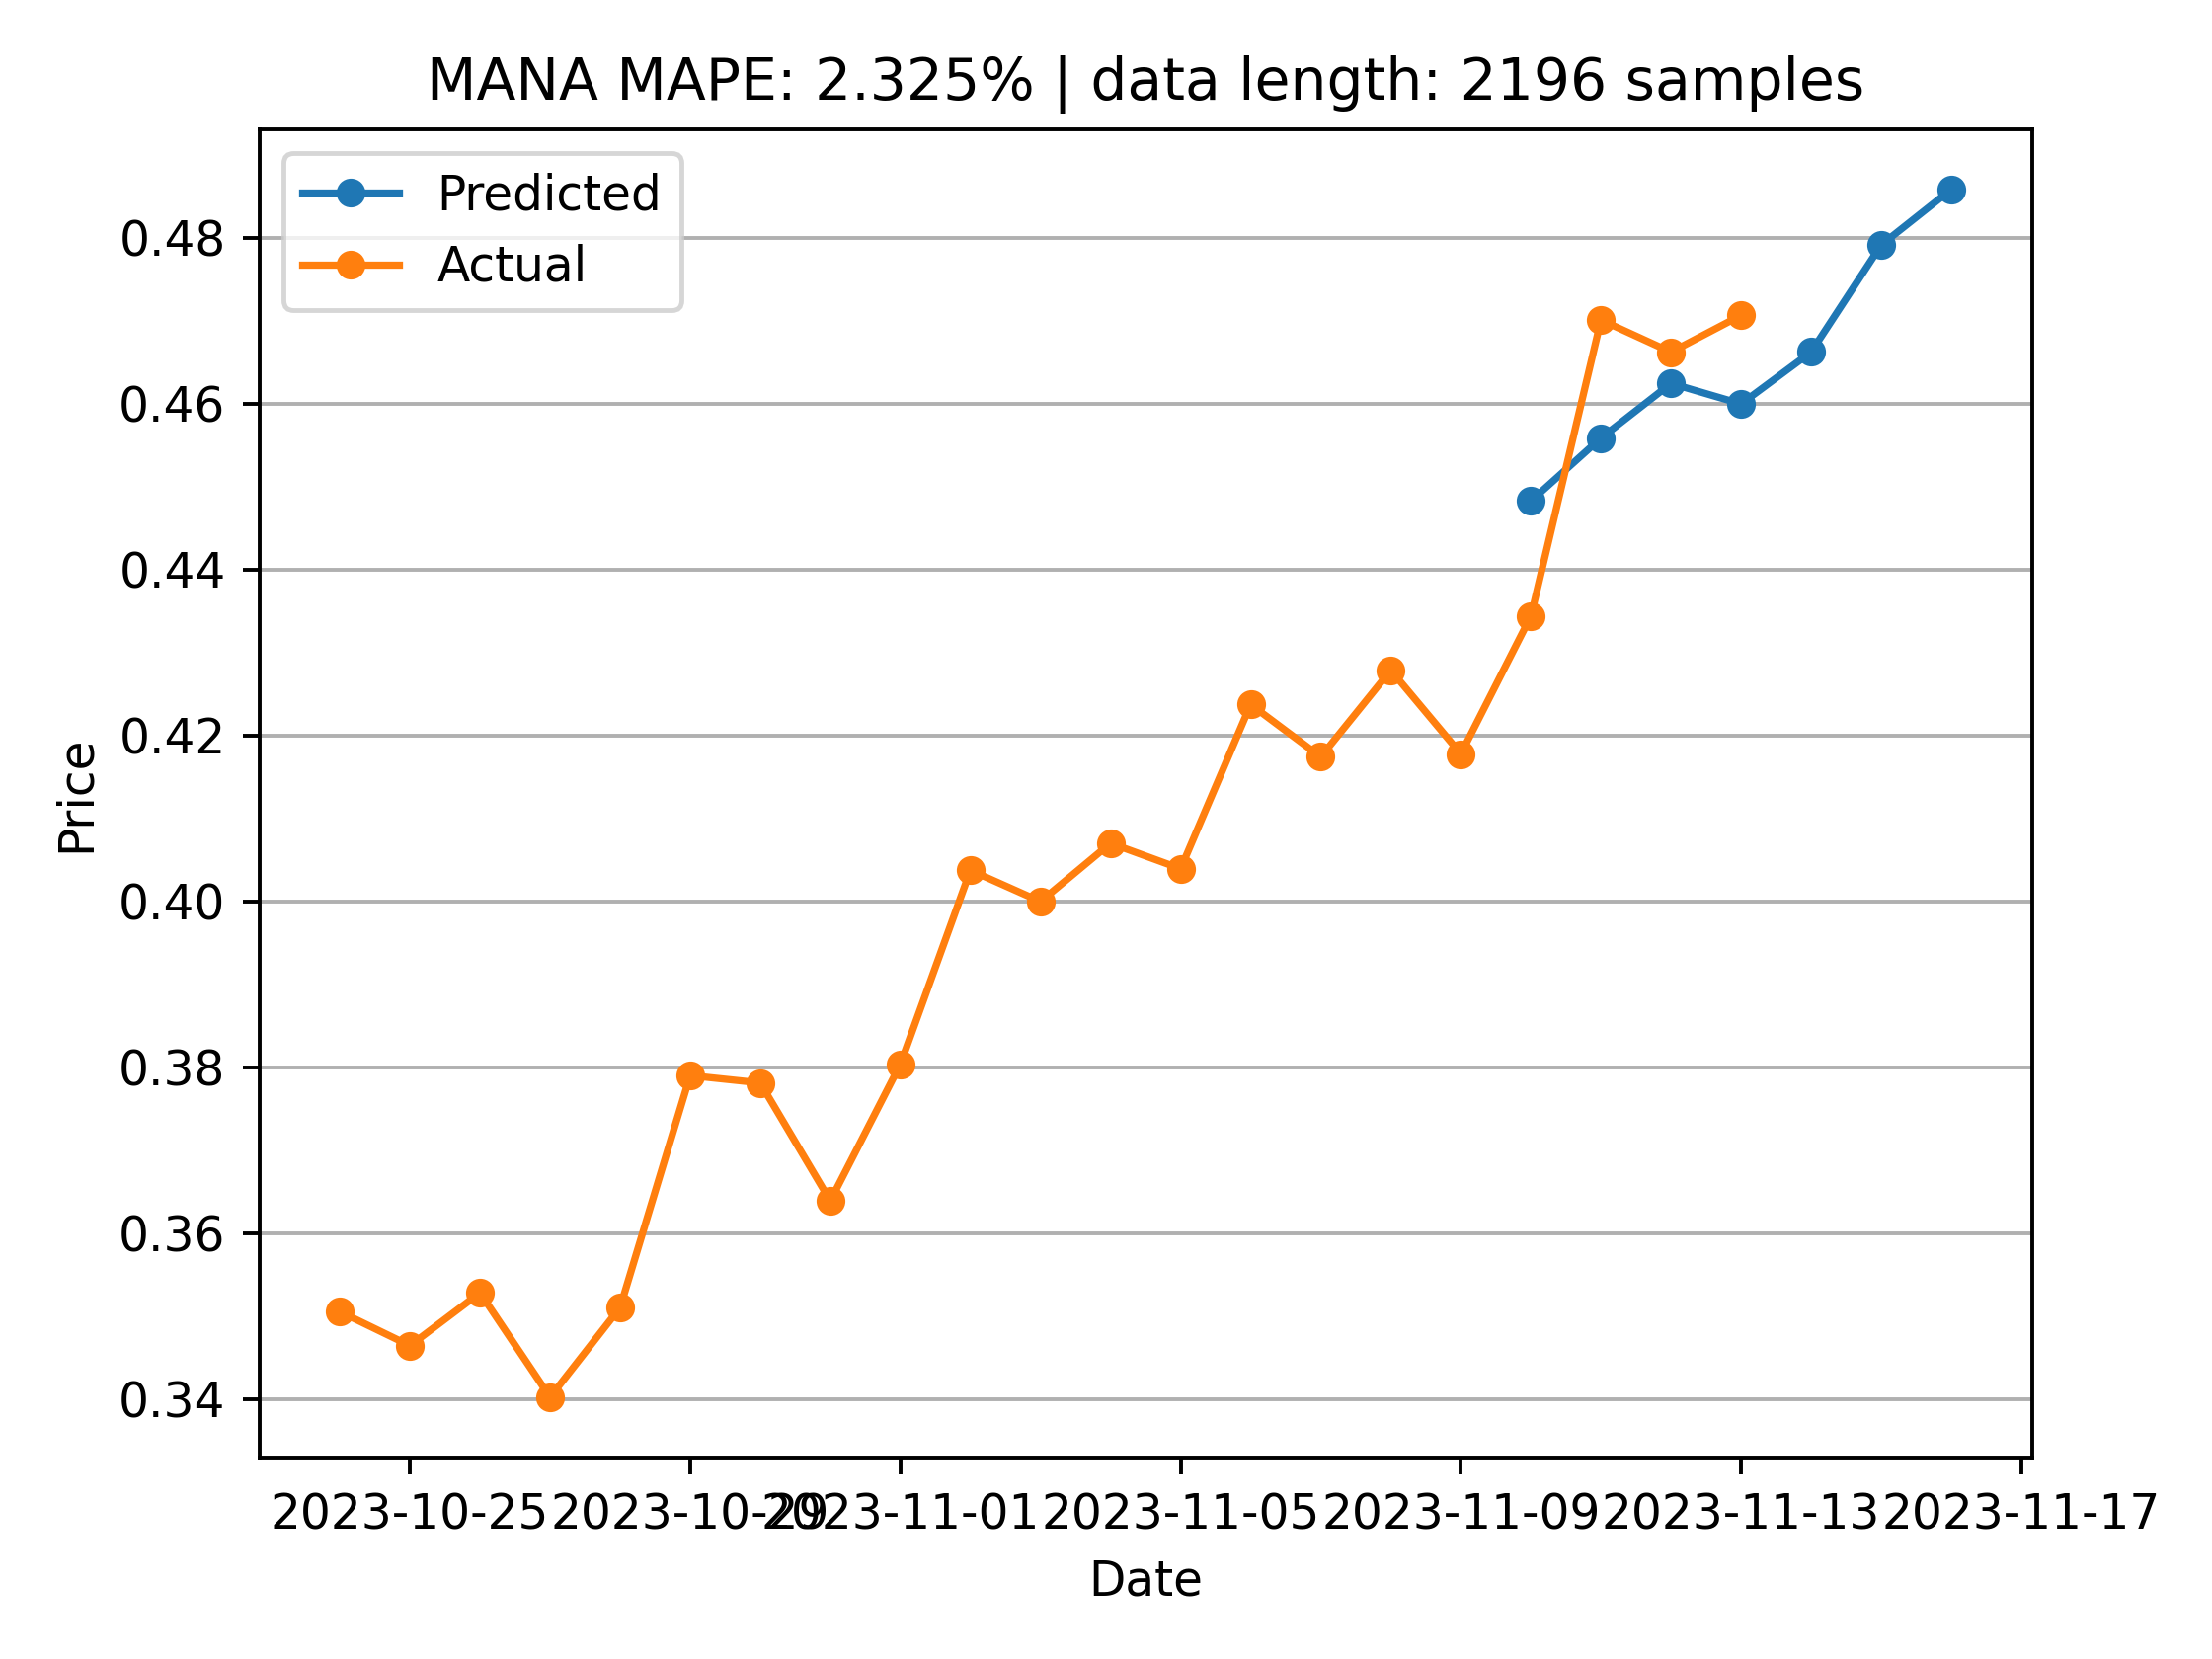 MANA MAPE: 2.325% | data length: 2196 samples
Predicted
Actual
0.48
0.46
0.44
0.42
0.40
0.38
0.36
0.34
Price
2023-10-25 2023-10-29 2023-11-01 2023-11-05 2023-11-09 2023-11-13 2023-11-17
Date